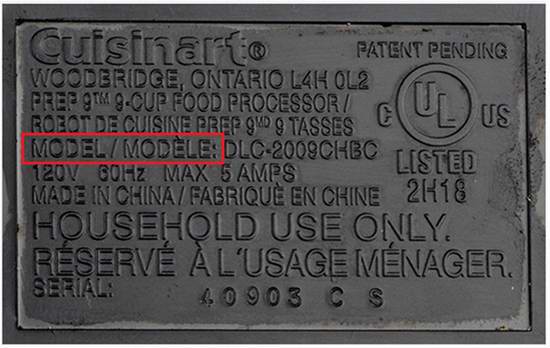 Cuisinart®
PATENT PENDING
WOODBRIDGE, ONTARIO L4H 0L2
PREP 9™ 9-CUP FOOD PROCESSOR /
ROBOT DE CUISINE PREP 9MD 9 TASSES
C UL US
MODEL / MODÈLE: DLC-2009CHBC
LISTED
120V 60Hz MAX 5 AMPS
2H18
MADE IN CHINA / FABRIQUÉ EN CHINE
HOUSEHOLD USE ONLY.
RÉSERVÉ À L'USAGE MÉNAGER.
SERIAL: 40903 C S